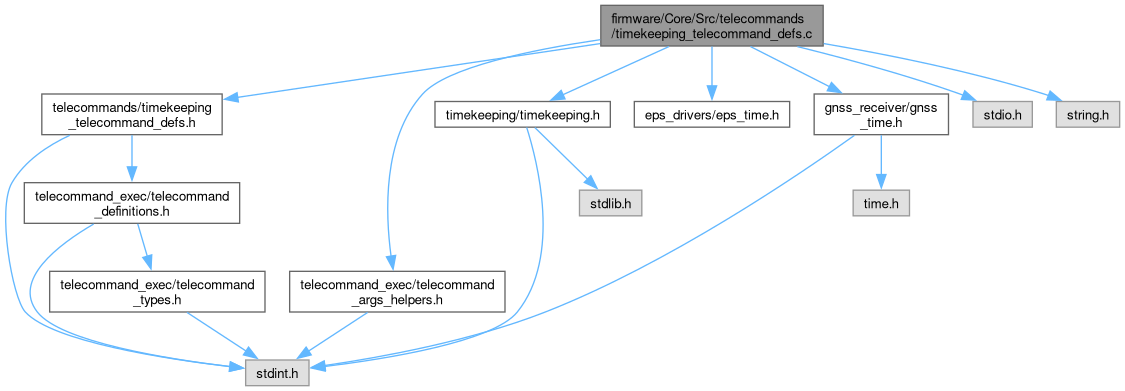 firmware/Core/Src/telecommands
/timekeeping_telecommand_defs.c
telecommands/timekeeping
_telecommand_defs.h
timekeeping/timekeeping.h
eps_drivers/eps_time.h
gnss_receiver/gnss
_time.h
stdio.h
string.h
telecommand_exec/telecommand
_definitions.h
stdlib.h
time.h
telecommand_exec/telecommand
_types.h
telecommand_exec/telecommand
_args_helpers.h
stdint.h